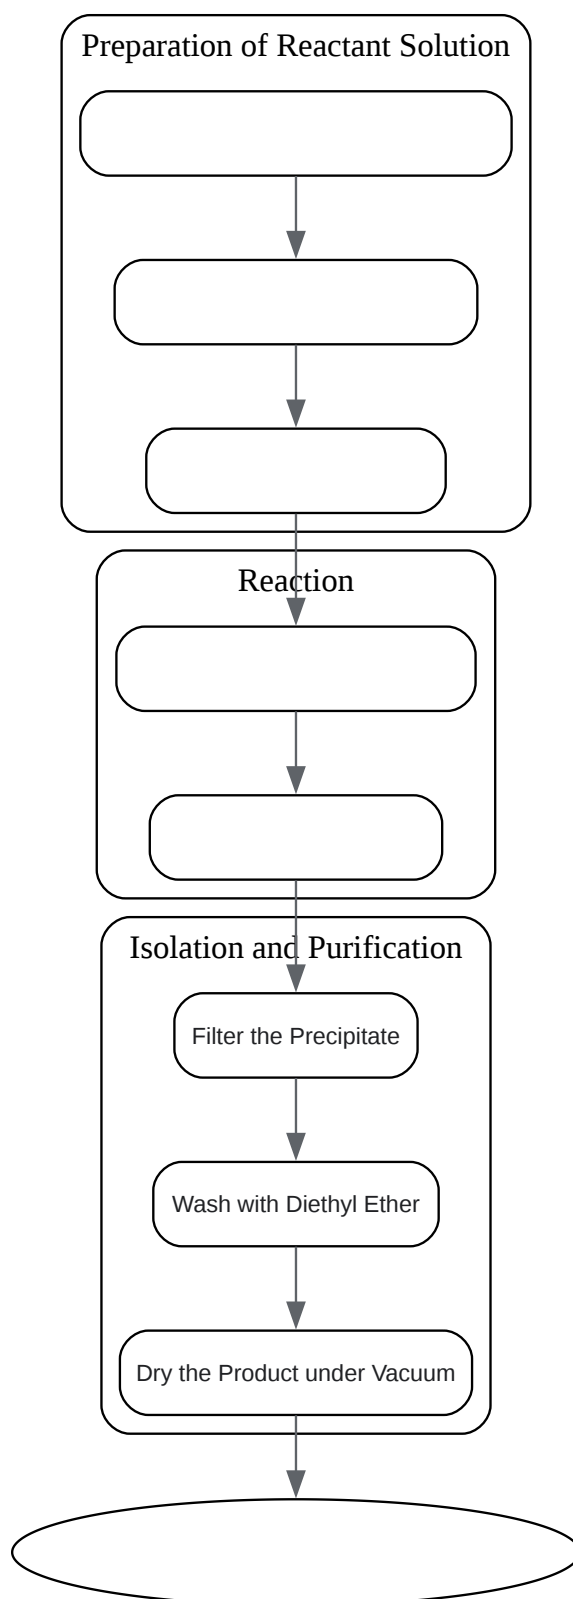 Preparation of Reactant Solution
Reaction
Isolation and Purification
Filter the Precipitate
Wash with Diethyl Ether
Dry the Product under Vacuum